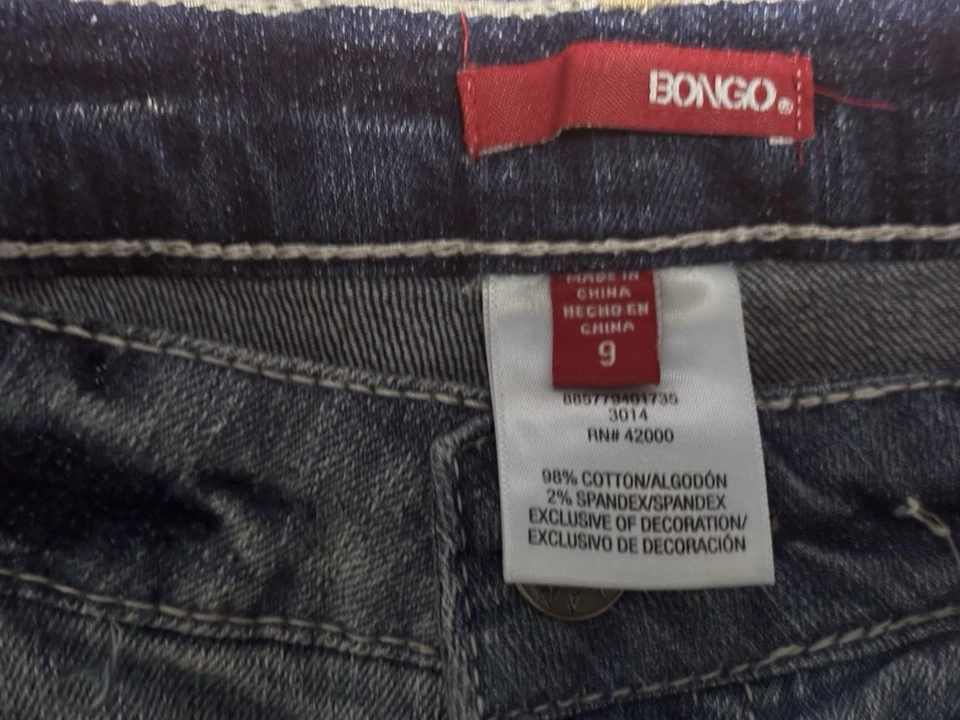 BONGO®
MADE IN
CHINA
HECHO EN
CHINA
9
885779401735
3014
RN# 42000
98% COTTON/ALGODÓN
2% SPANDEX/SPANDEX
EXCLUSIVE OF DECORATION/
EXCLUSIVO DE DECORACIÓN